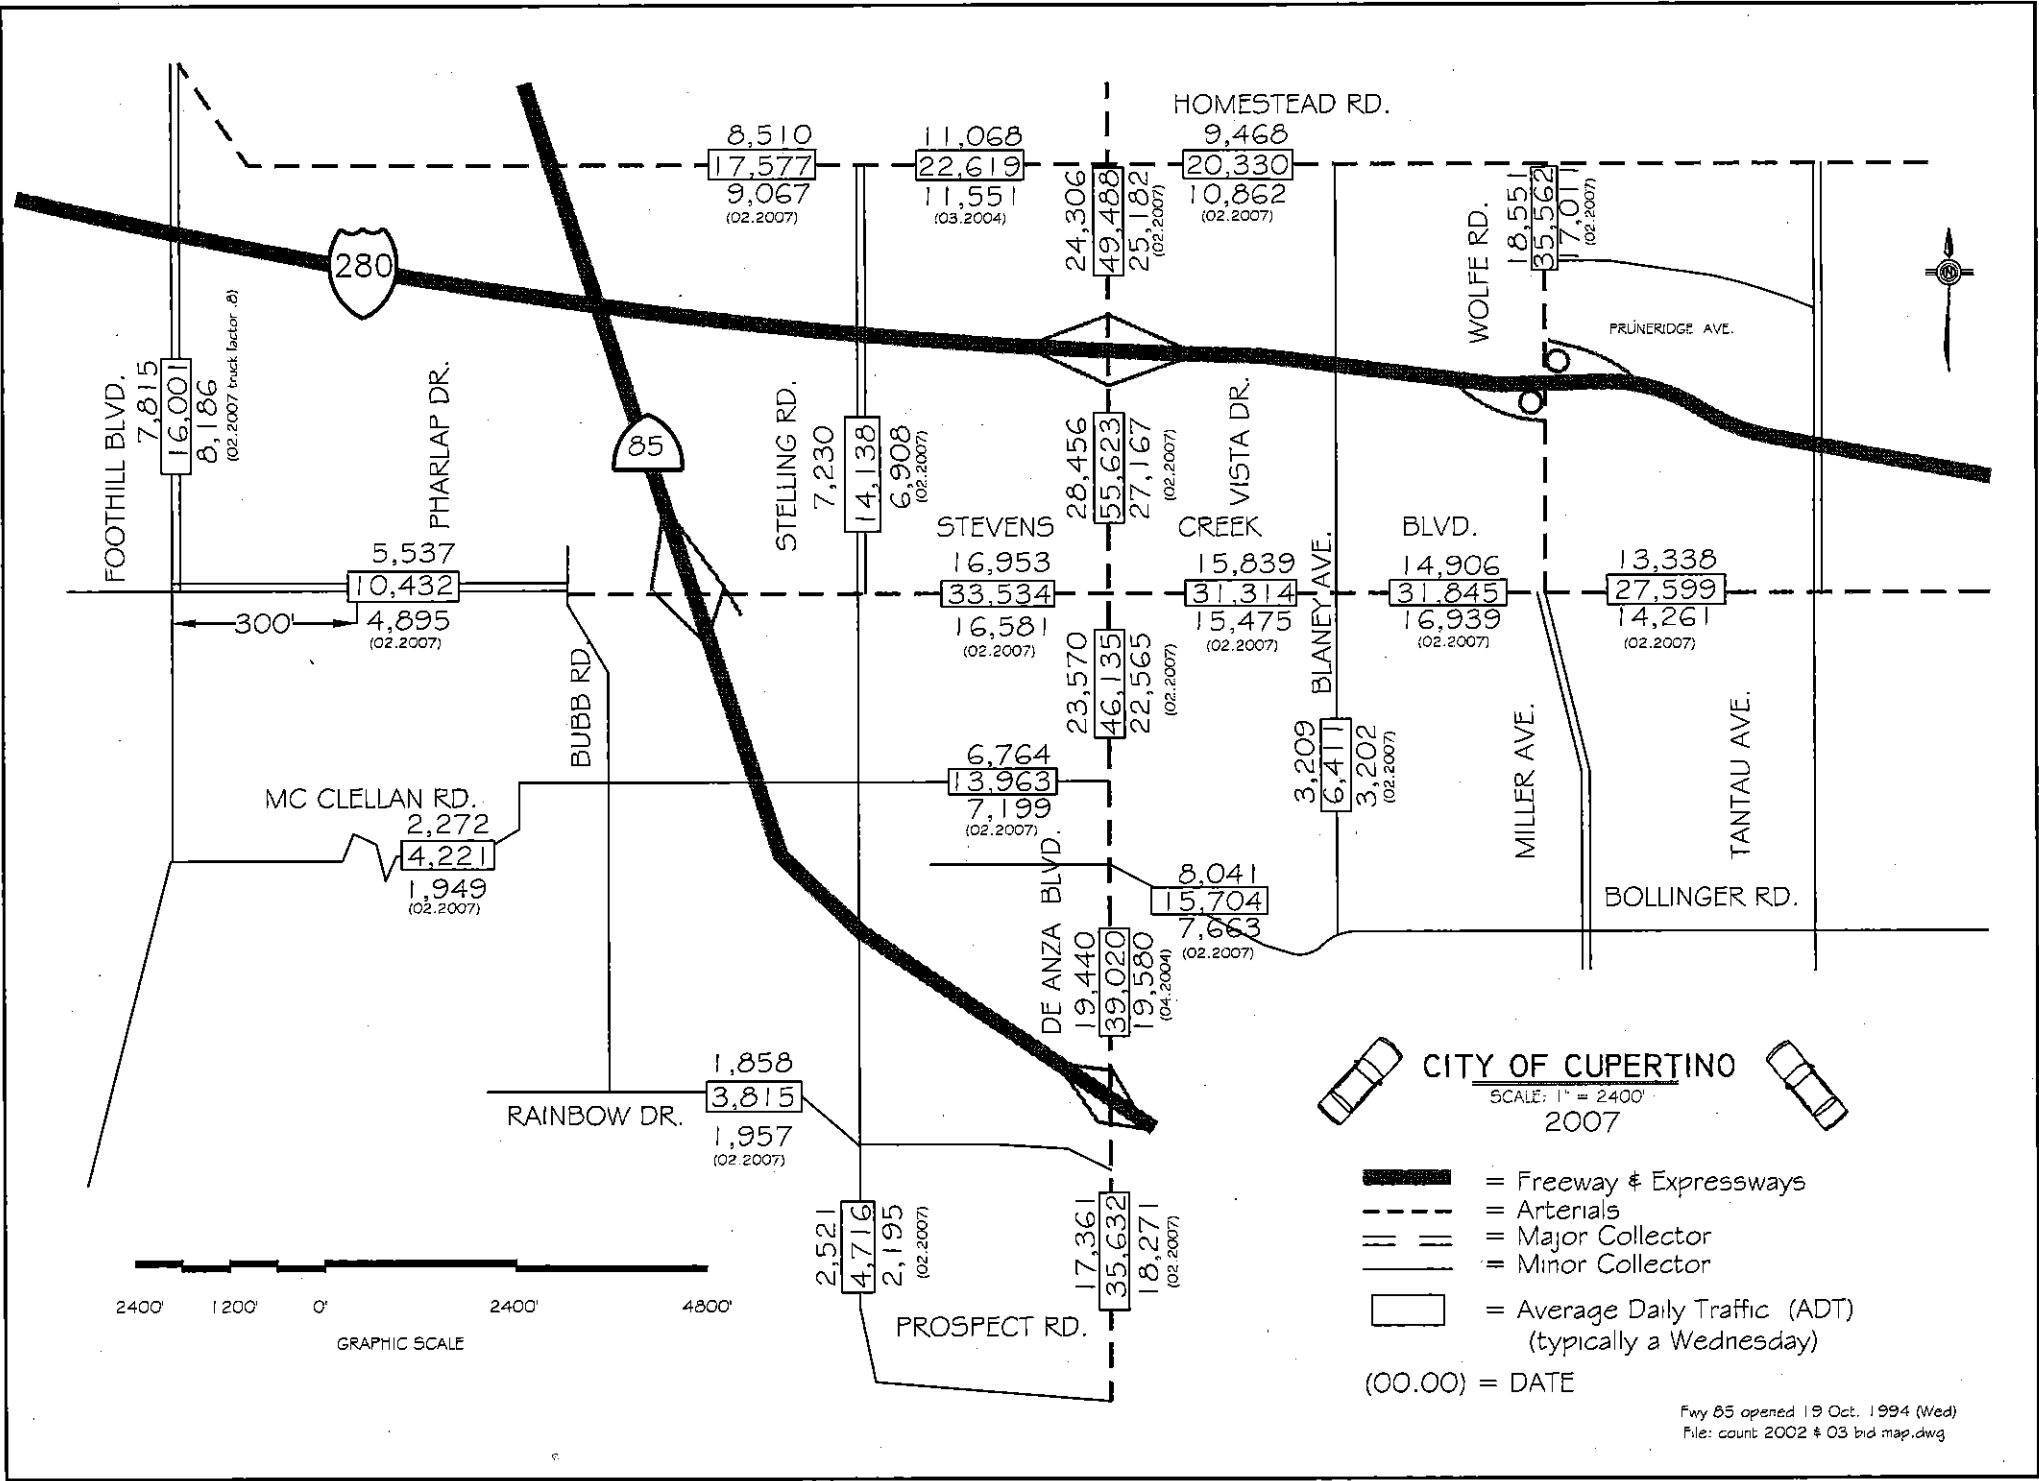 HOMESTEAD RD.
8,510
17,577
9,067
(02.2007)
11,068
22,619
11,551
(03.2004)
9,468
20,330
10,862
(02.2007)
24,306
49,488
25,182
(02.2007)
WOLFE RD.
18,551
35,562
17,011
(02.2007)
280
PRUNERIDGE AVE.
FOOTHILL BLVD.
7,815
16,001
8,186
(02.2007 truck factor .8)
PHARLAP DR.
85
STELLING RD.
7,230
14,138
6,908
(02.2007)
28,456
55,623
27,167
(02.2007)
VISTA DR.
STEVENS CREEK BLVD.
5,537
10,432
4,895
(02.2007)
300'
16,953
33,534
16,581
(02.2007)
15,839
31,314
15,475
(02.2007)
BLANEY AVE.
14,906
31,845
16,939
(02.2007)
13,338
27,599
14,261
(02.2007)
BUBB RD.
23,570
46,135
22,565
(02.2007)
3,209
6,411
3,202
(02.2007)
MILLER AVE.
TANTAU AVE.
MC CLELLAN RD.
2,272
4,221
1,949
(02.2007)
6,764
13,963
7,199
(02.2007)
DE ANZA BLVD.
8,041
15,704
7,663
(02.2007)
BOLLINGER RD.
19,440
39,020
19,580
(04.2004)
RAINBOW DR.
1,858
3,815
1,957
(02.2007)
2,521
4,716
2,195
(02.2007)
17,361
35,632
18,271
(02.2007)
PROSPECT RD.
2400' 1200' 0' 2400' 4800'
GRAPHIC SCALE
CITY OF CUPERTINO
SCALE: 1" = 2400'
2007
= Freeway & Expressways
= Arterials
= Major Collector
= Minor Collector
= Average Daily Traffic (ADT)
(typically a Wednesday)
(00.00) = DATE
Fwy 85 opened 19 Oct. 1994 (Wed)
File: count 2002 & 03 bid map.dwg